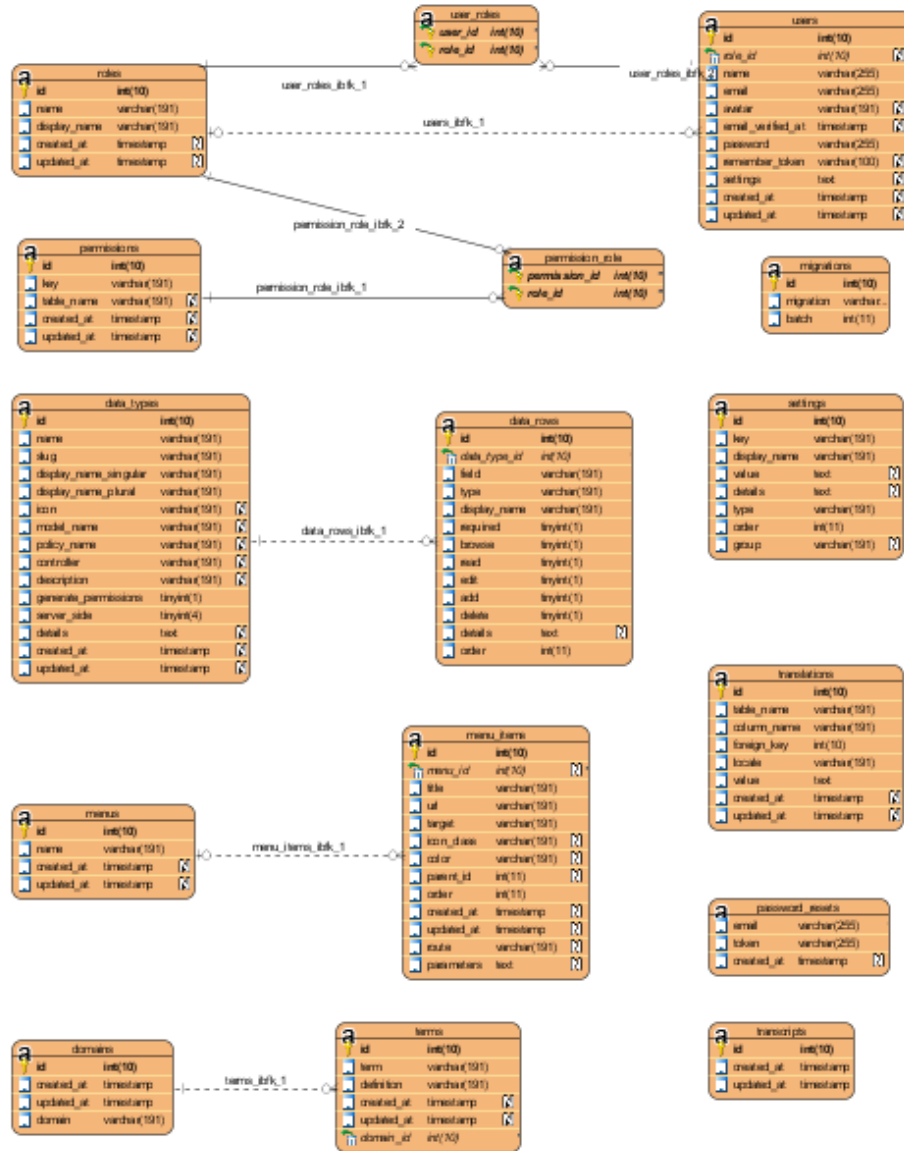 user_roles
user_id int(10)
role_id int(10)
users
id int(10)
role_id int(10) N
name varchar(255)
email varchar(255)
avatar varchar(191) N
email_verified_at timestamp N
password varchar(255)
remember_token varchar(100) N
settings text N
created_at timestamp N
updated_at timestamp N
roles
id int(10)
name varchar(191)
display_name varchar(191)
created_at timestamp N
updated_at timestamp N
user_roles_ibfk_1
user_roles_ibfk_2
users_ibfk_1
permission_role_ibfk_2
permissions
id int(10)
key varchar(191)
table_name varchar(191) N
created_at timestamp N
updated_at timestamp N
permission_role_ibfk_1
permission_role
permission_id int(10)
role_id int(10)
migrations
id int(10)
migration varchar...
batch int(11)
data_types
id int(10)
name varchar(191)
slug varchar(191)
display_name_singular varchar(191)
display_name_plural varchar(191)
icon varchar(191) N
model_name varchar(191) N
policy_name varchar(191) N
controller varchar(191) N
description varchar(191) N
generate_permissions tinyint(1)
server_side tinyint(4)
details text N
created_at timestamp N
updated_at timestamp N
data_rows_ibfk_1
data_rows
id int(10)
data_type_id int(10)
field varchar(191)
type varchar(191)
display_name varchar(191)
required tinyint(1)
browse tinyint(1)
read tinyint(1)
edit tinyint(1)
add tinyint(1)
delete tinyint(1)
details text N
order int(11)
settings
id int(10)
key varchar(191)
display_name varchar(191)
value text N
details text N
type varchar(191)
order int(11)
group varchar(191) N
translations
id int(10)
table_name varchar(191)
column_name varchar(191)
foreign_key int(10)
locale varchar(191)
value text
created_at timestamp N
updated_at timestamp N
menu_items
id int(10)
menu_id int(10) N
title varchar(191)
url varchar(191)
target varchar(191)
icon_class varchar(191) N
color varchar(191) N
parent_id int(11) N
order int(11)
created_at timestamp N
updated_at timestamp N
route varchar(191) N
parameters text N
menus
id int(10)
name varchar(191)
created_at timestamp N
updated_at timestamp N
menu_items_ibfk_1
password_resets
email varchar(255)
token varchar(255)
created_at timestamp N
domains
id int(10)
created_at timestamp
updated_at timestamp
domain varchar(191)
terms_ibfk_1
terms
id int(10)
term varchar(191)
definition varchar(191)
created_at timestamp N
updated_at timestamp N
domain_id int(10)
transcripts
id int(10)
created_at timestamp
updated_at timestamp